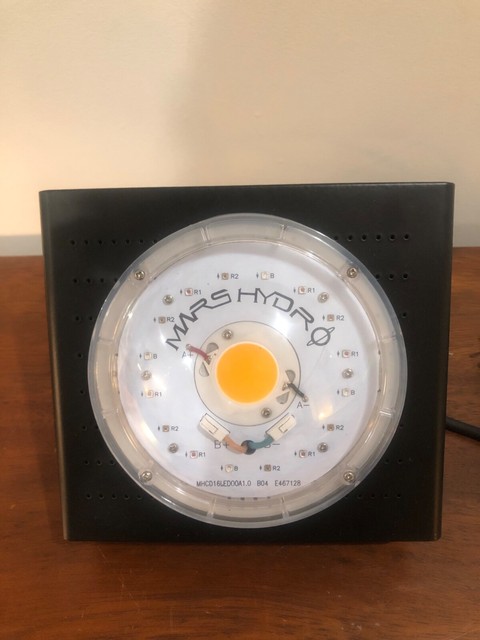 R2 B
R1 R1
MARS HYDRO
R2 R2
B R1
A+
R1 B
A-
R2 R2
B+ B-
R1 R1
B R2
MHC016LED00A1.0 B04 E467128